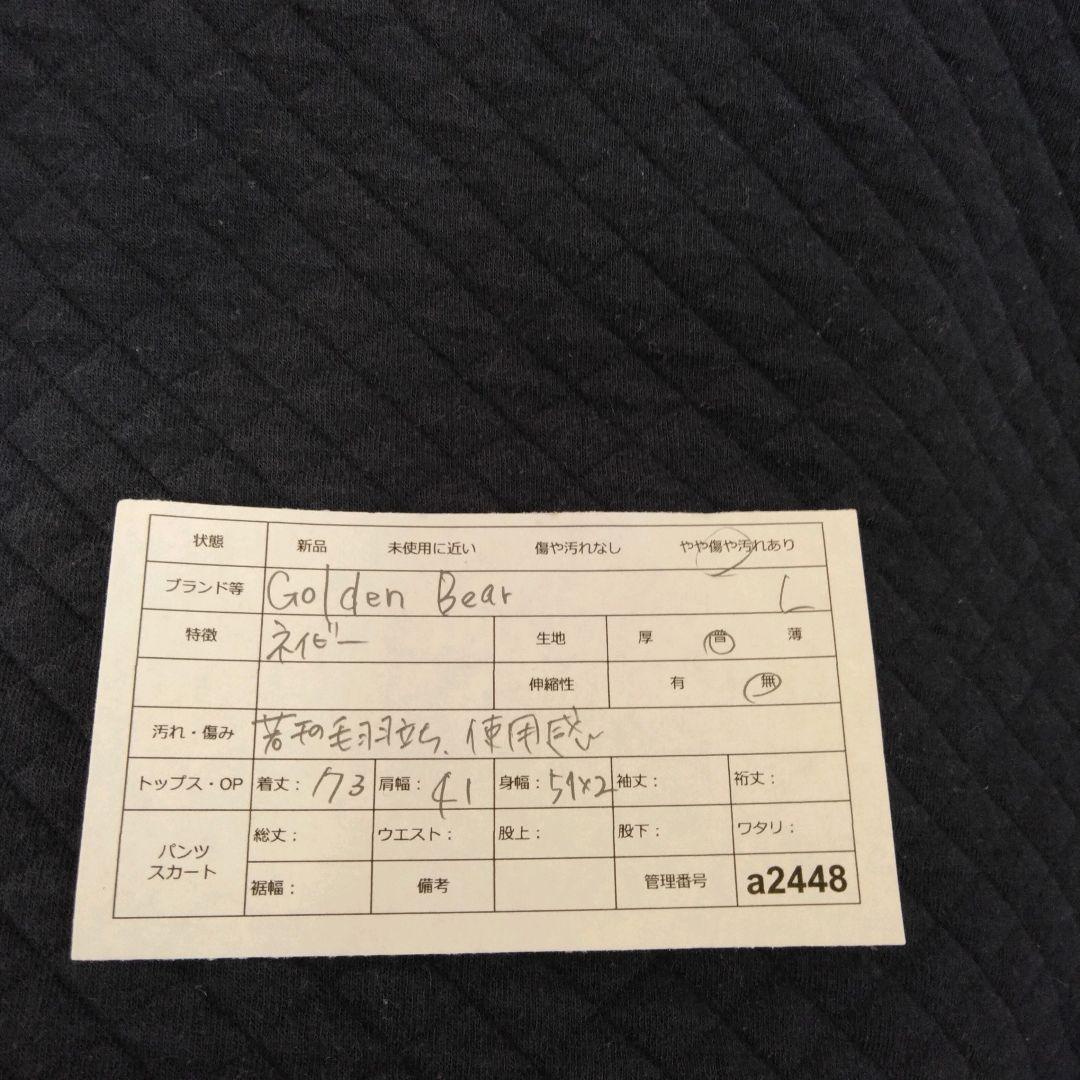 状態 新品 未使用に近い 傷や汚れなし やや傷や汚れあり
ブランド等 Golden Bear L
特徴 ネイビー 生地 厚 普 薄
伸縮性 有 無
汚れ・傷み 若干の毛羽立ち、使用感
トップス・OP 着丈：73 肩幅：41 身幅：51×2 袖丈： 裄丈：
パンツ スカート 総丈： ウエスト： 股上： 股下： ワタリ：
裾幅： 備考 管理番号 a2448